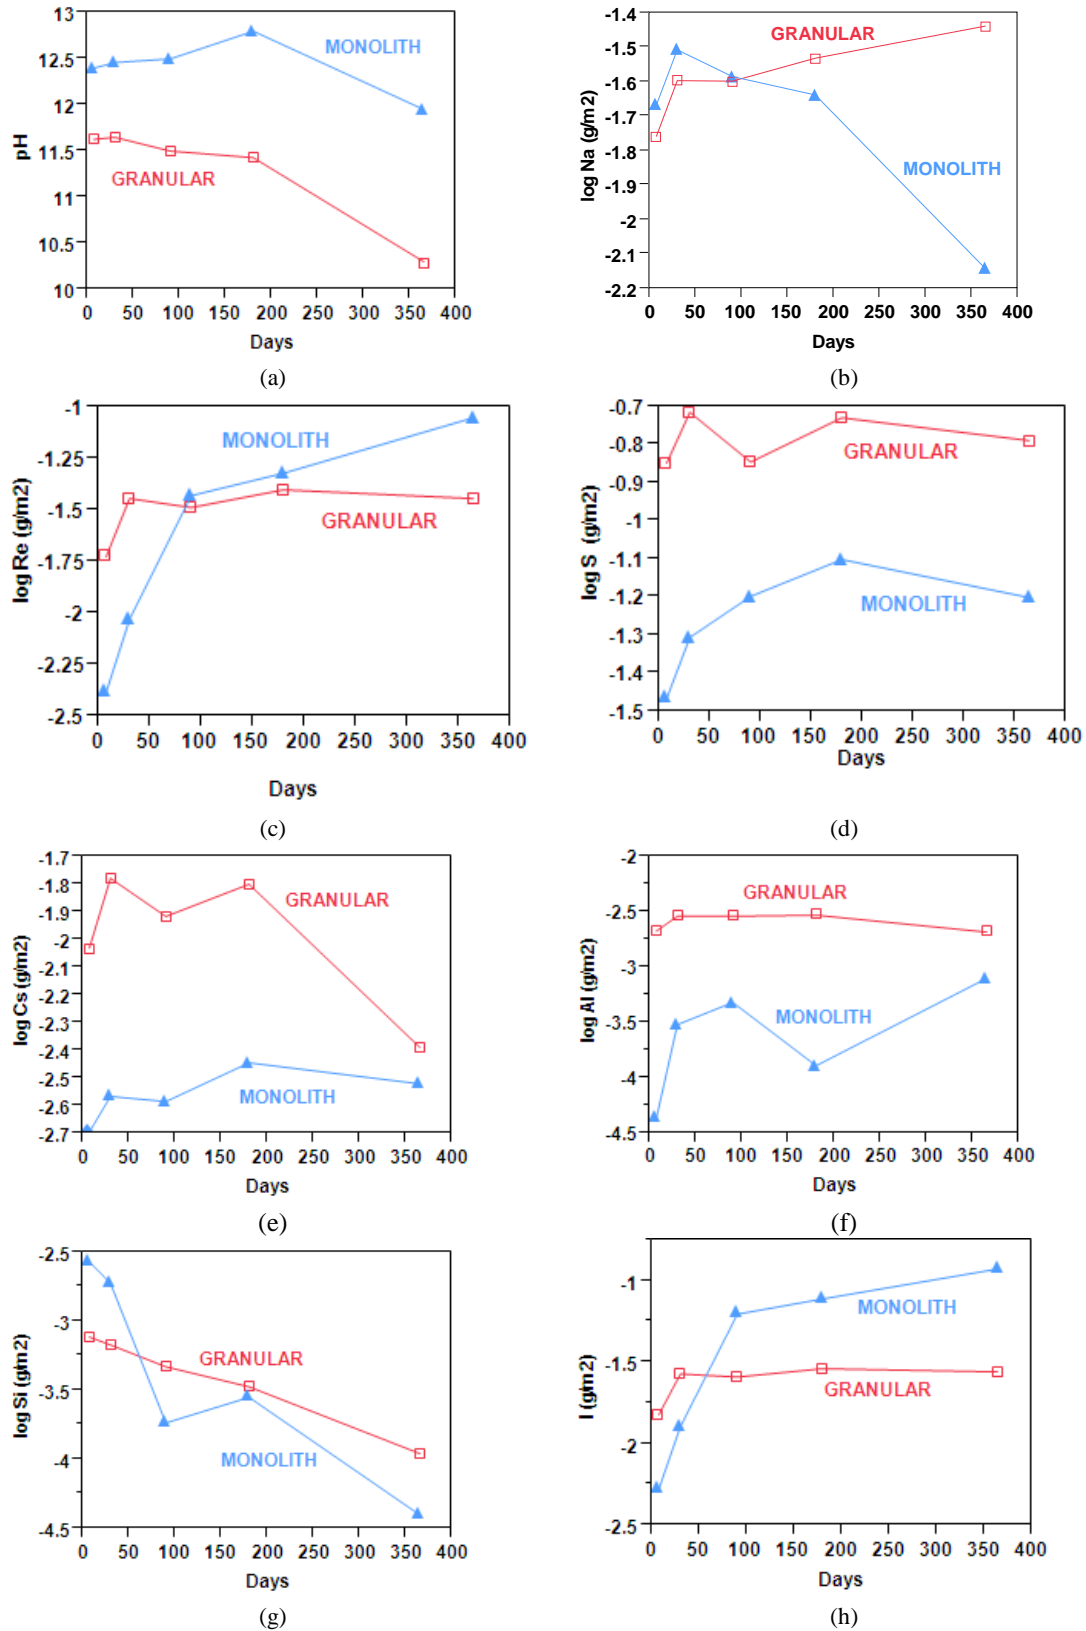 13
12.5
12
11.5
11
10.5
10
pH
MONOLITH
GRANULAR
0 50 100 150 200 250 300 350 400
Days
(a)
-1.4
-1.5
-1.6
-1.7
-1.8
-1.9
-2
-2.1
-2.2
log Na (g/m2)
GRANULAR
MONOLITH
0 50 100 150 200 250 300 350 400
Days
(b)
-1
-1.25
-1.5
-1.75
-2
-2.25
-2.5
log Re (g/m2)
MONOLITH
GRANULAR
0 50 100 150 200 250 300 350 400
Days
(c)
-0.7
-0.8
-0.9
-1
-1.1
-1.2
-1.3
-1.4
-1.5
log S (g/m2)
GRANULAR
MONOLITH
0 50 100 150 200 250 300 350 400
Days
(d)
-1.7
-1.8
-1.9
-2
-2.1
-2.2
-2.3
-2.4
-2.5
-2.6
-2.7
log Cs (g/m2)
GRANULAR
MONOLITH
0 50 100 150 200 250 300 350 400
Days
(e)
-2
-2.5
-3
-3.5
-4
-4.5
log Al (g/m2)
GRANULAR
MONOLITH
0 50 100 150 200 250 300 350 400
Days
(f)
-2.5
-3
-3.5
-4
-4.5
log Si (g/m2)
GRANULAR
MONOLITH
0 50 100 150 200 250 300 350 400
Days
(g)
-1
-1.5
-2
-2.5
I (g/m2)
MONOLITH
GRANULAR
0 50 100 150 200 250 300 350 400
Days
(h)